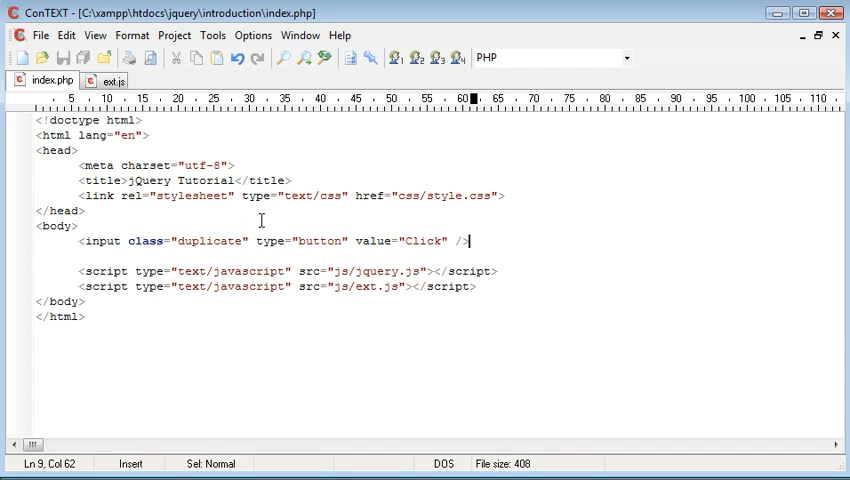 ConTEXT - [C:\xampp\htdocs\jquery\introduction\index.php]
File Edit View Format Project Tools Options Window Help
1 2 3 4 PHP
index.php ext.js
5 10 15 20 25 30 35 40 45 50 55 60 65 70 75 80 85 90 95 100 105 110
<!doctype html>
<html lang="en">
<head>
<meta charset="utf-8">
<title>jQuery Tutorial</title>
<link rel="stylesheet" type="text/css" href="css/style.css">
</head>
<body>
<input class="duplicate" type="button" value="Click" />
<script type="text/javascript" src="js/jquery.js"></script>
<script type="text/javascript" src="js/ext.js"></script>
</body>
</html>
Ln 9, Col 62 Insert Sel: Normal DOS File size: 408